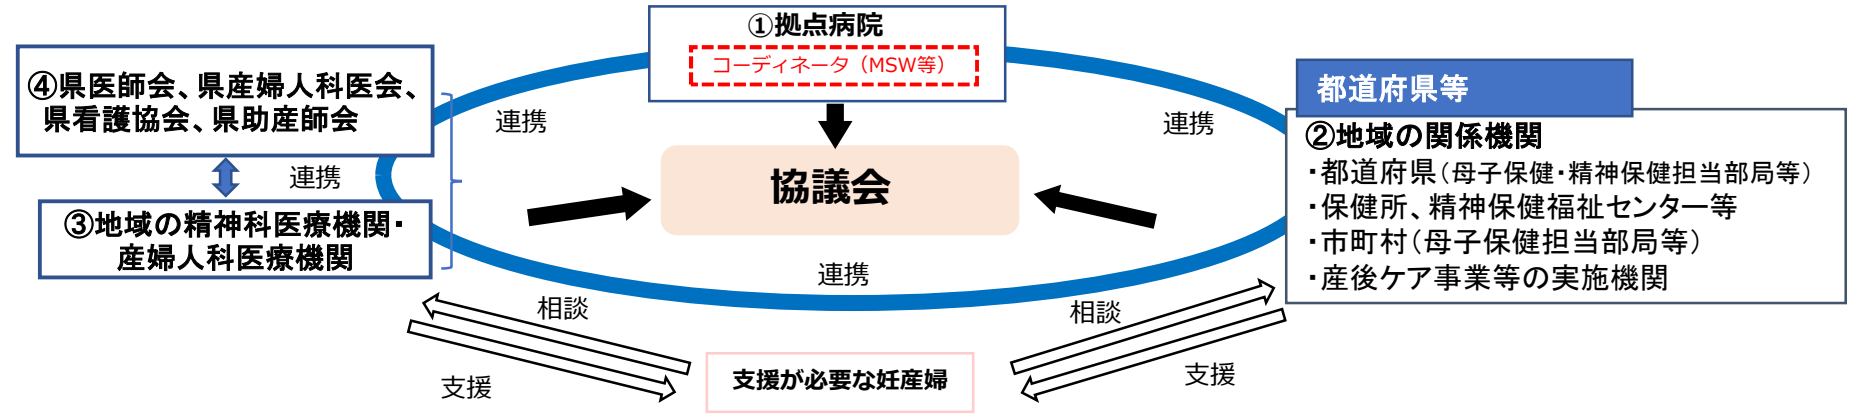 ①拠点病院
コーディネータ（MSW等）
④県医師会、県産婦人科医会、
県看護協会、県助産師会
連携
③地域の精神科医療機関・
産婦人科医療機関
連携
協議会
連携
連携
都道府県等
②地域の関係機関
・都道府県（母子保健・精神保健担当部局等）
・保健所、精神保健福祉センター等
・市町村（母子保健担当部局等）
・産後ケア事業等の実施機関
相談
支援
支援が必要な妊産婦
相談
支援